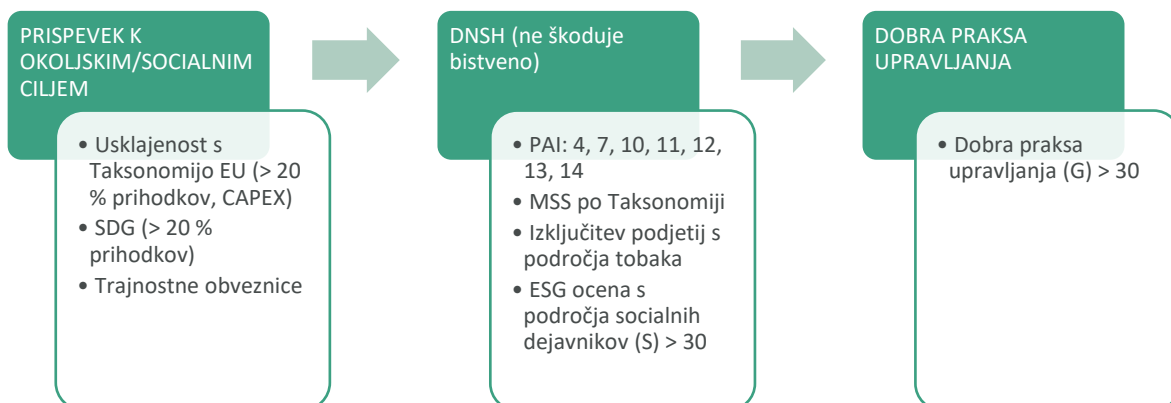 PRISPEVEK K
OKOLJSKIM/SOCIALNIM
CILJEM
• Usklajenost s
Taksonomijo EU (> 20
% prihodkov, CAPEX)
• SDG (> 20 %
prihodkov)
• Trajnostne obveznice
DNSH (ne škoduje
bistveno)
• PAI: 4, 7, 10, 11, 12,
13, 14
• MSS po Taksonomiji
• Izključitev podjetij s
področja tobaka
• ESG ocena s
področja socialnih
dejavnikov (S) > 30
DOBRA PRAKSA
UPRAVLJANJA
• Dobra praksa
upravljanja (G) > 30